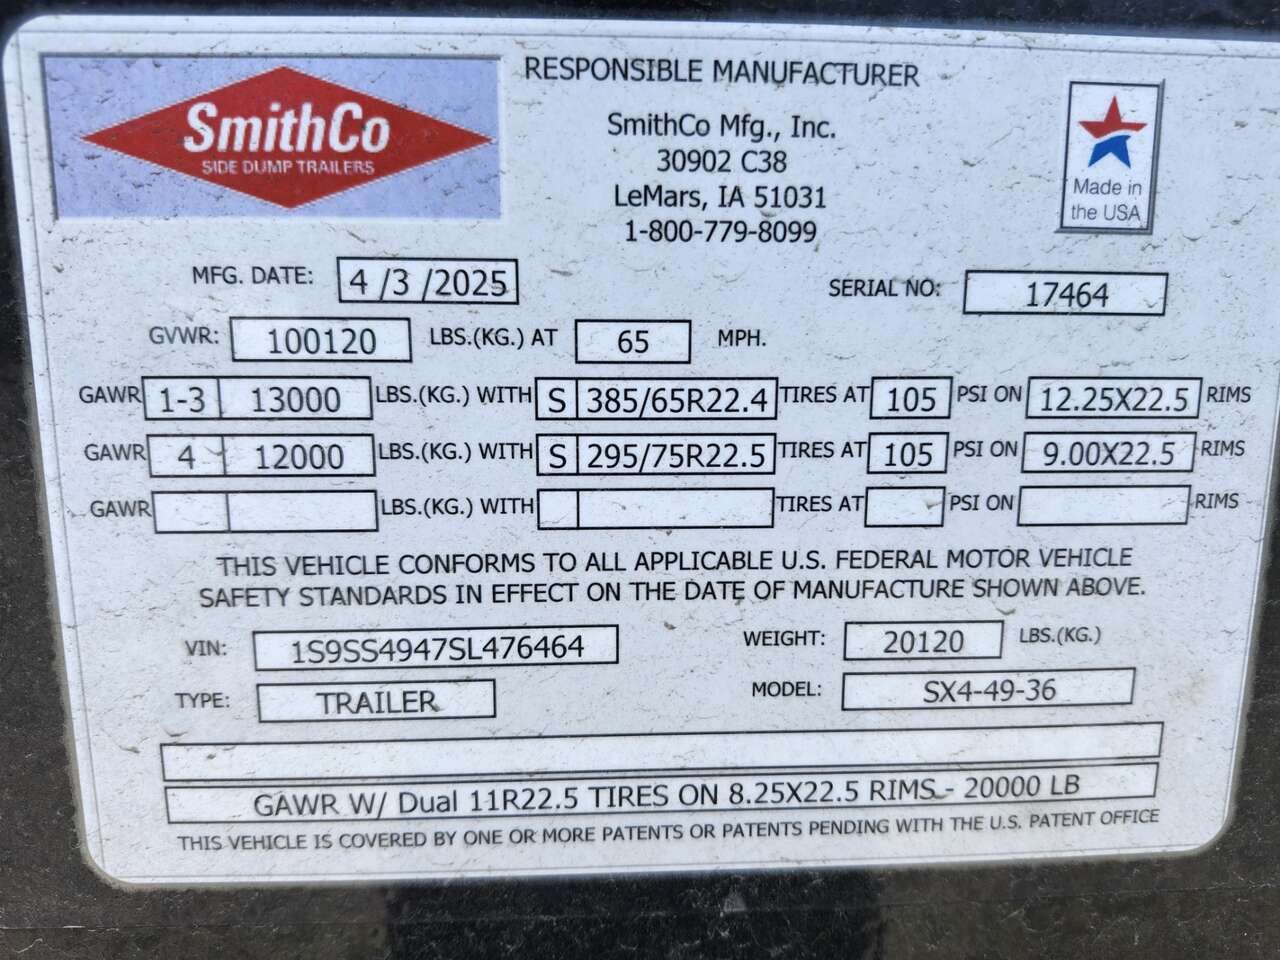 SmithCo
SIDE DUMP TRAILERS
RESPONSIBLE MANUFACTURER
SmithCo Mfg., Inc.
30902 C38
LeMars, IA 51031
1-800-779-8099
Made in
the USA
MFG. DATE: 4 /3 /2025 SERIAL NO: 17464
GVWR: 100120 LBS.(KG.) AT 65 MPH.
GAWR 1-3 13000 LBS.(KG.) WITH S 385/65R22.4 TIRES AT 105 PSI ON 12.25X22.5 RIMS
GAWR 4 12000 LBS.(KG.) WITH S 295/75R22.5 TIRES AT 105 PSI ON 9.00X22.5 RIMS
GAWR LBS.(KG.) WITH TIRES AT PSI ON RIMS
THIS VEHICLE CONFORMS TO ALL APPLICABLE U.S. FEDERAL MOTOR VEHICLE
SAFETY STANDARDS IN EFFECT ON THE DATE OF MANUFACTURE SHOWN ABOVE.
VIN: 1S9SS4947SL476464 WEIGHT: 20120 LBS.(KG.)
TYPE: TRAILER MODEL: SX4-49-36
GAWR W/ Dual 11R22.5 TIRES ON 8.25X22.5 RIMS - 20000 LB
THIS VEHICLE IS COVERED BY ONE OR MORE PATENTS OR PATENTS PENDING WITH THE U.S. PATENT OFFICE